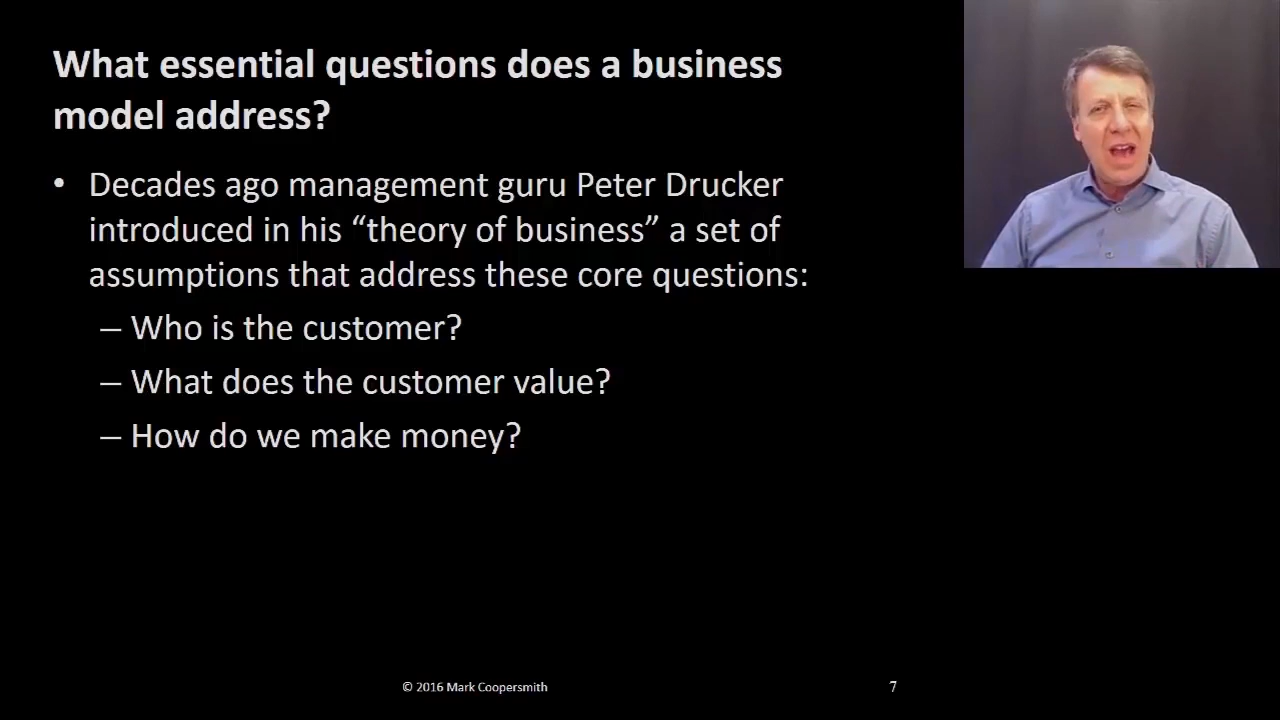 What essential questions does a business
model address?
• Decades ago management guru Peter Drucker
introduced in his “theory of business” a set of
assumptions that address these core questions:
– Who is the customer?
– What does the customer value?
– How do we make money?
© 2016 Mark Coopersmith
7